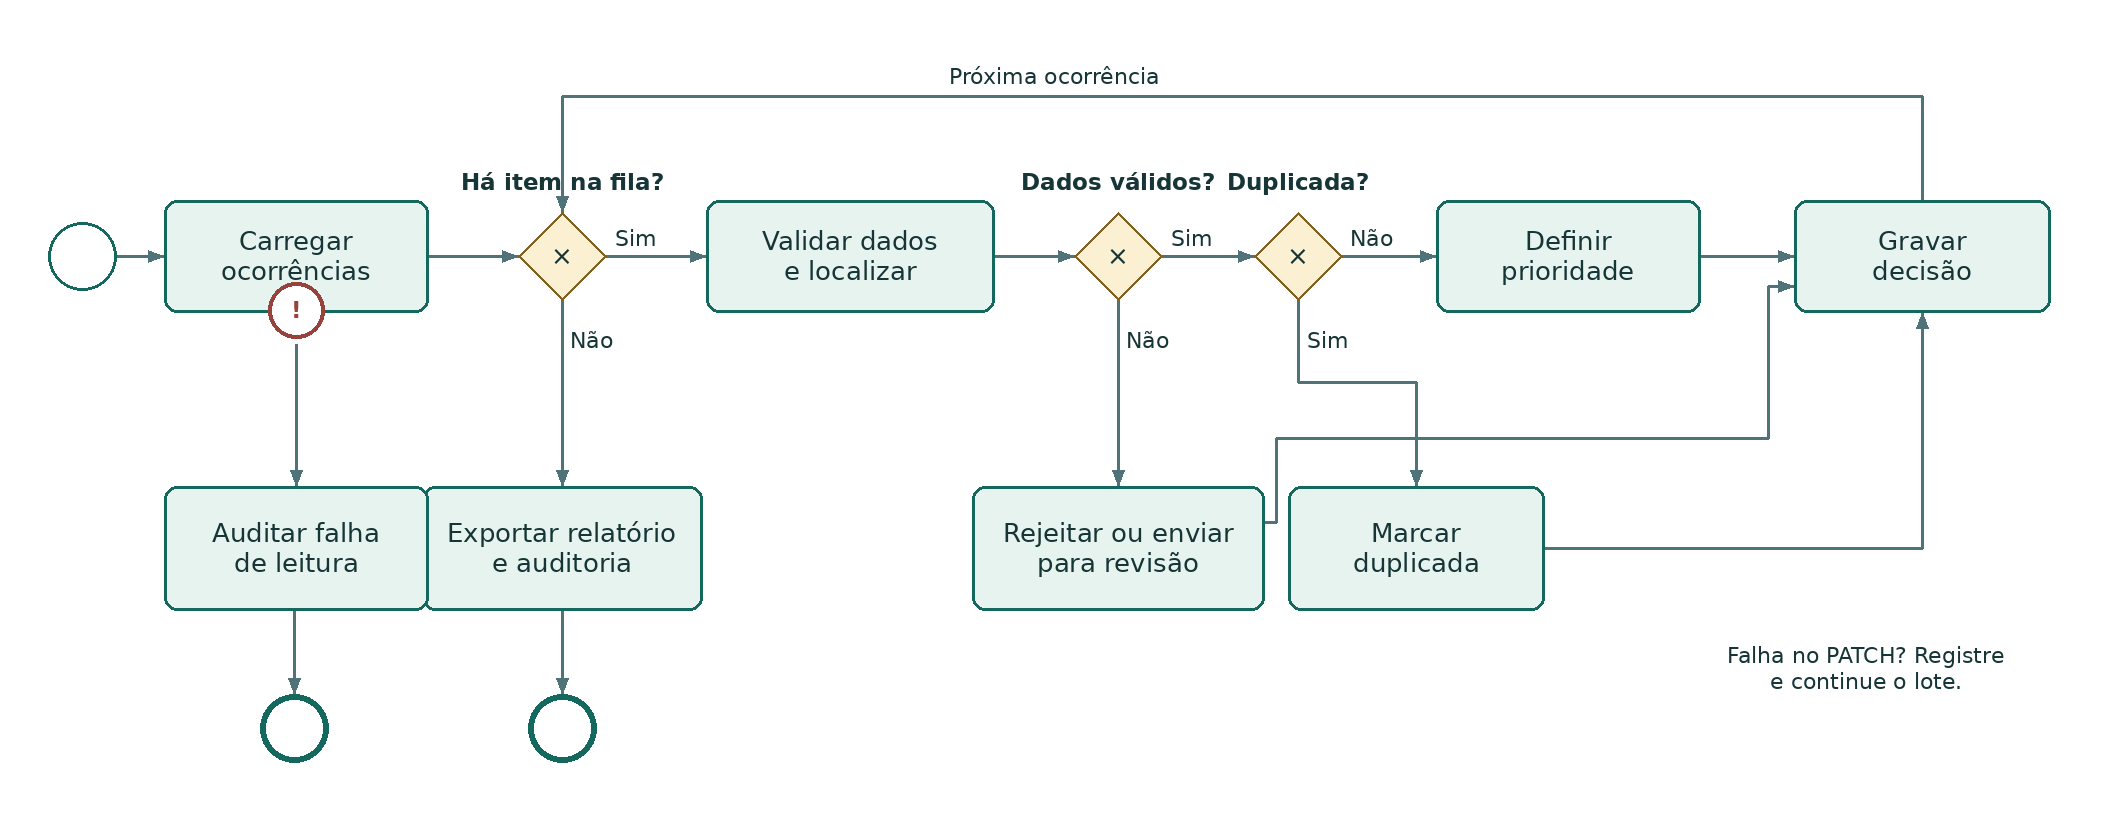 Próxima ocorrência
Há item na fila?
Dados válidos?
Duplicada?
Carregar
ocorrências
!
×
Sim
Validar dados
e localizar
×
Sim
×
Não
Definir
prioridade
Gravar
decisão
Não
Não
Sim
Auditar falha
de leitura
Exportar relatório
e auditoria
Rejeitar ou enviar
para revisão
Marcar
duplicada
Falha no PATCH? Registre
e continue o lote.